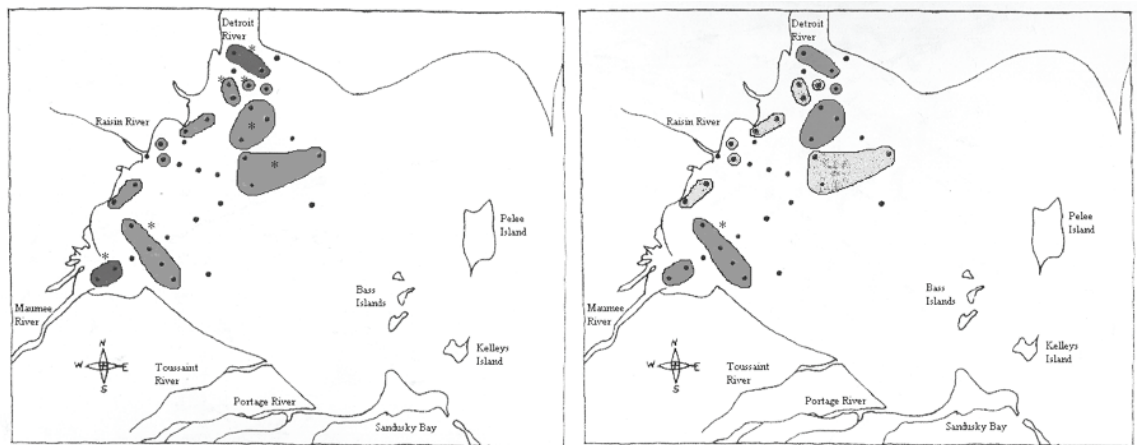 Detroit
River
Raisin River
Pelee
Island
Bass
Islands
Maumee
River
Kelleys
Island
N
W E
S
Toussaint
River
Portage River
Sandusky Bay
Detroit
River
Raisin River
Pelee
Island
Bass
Islands
Maumee
River
Kelleys
Island
N
W E
S
Toussaint
River
Portage River
Sandusky Bay